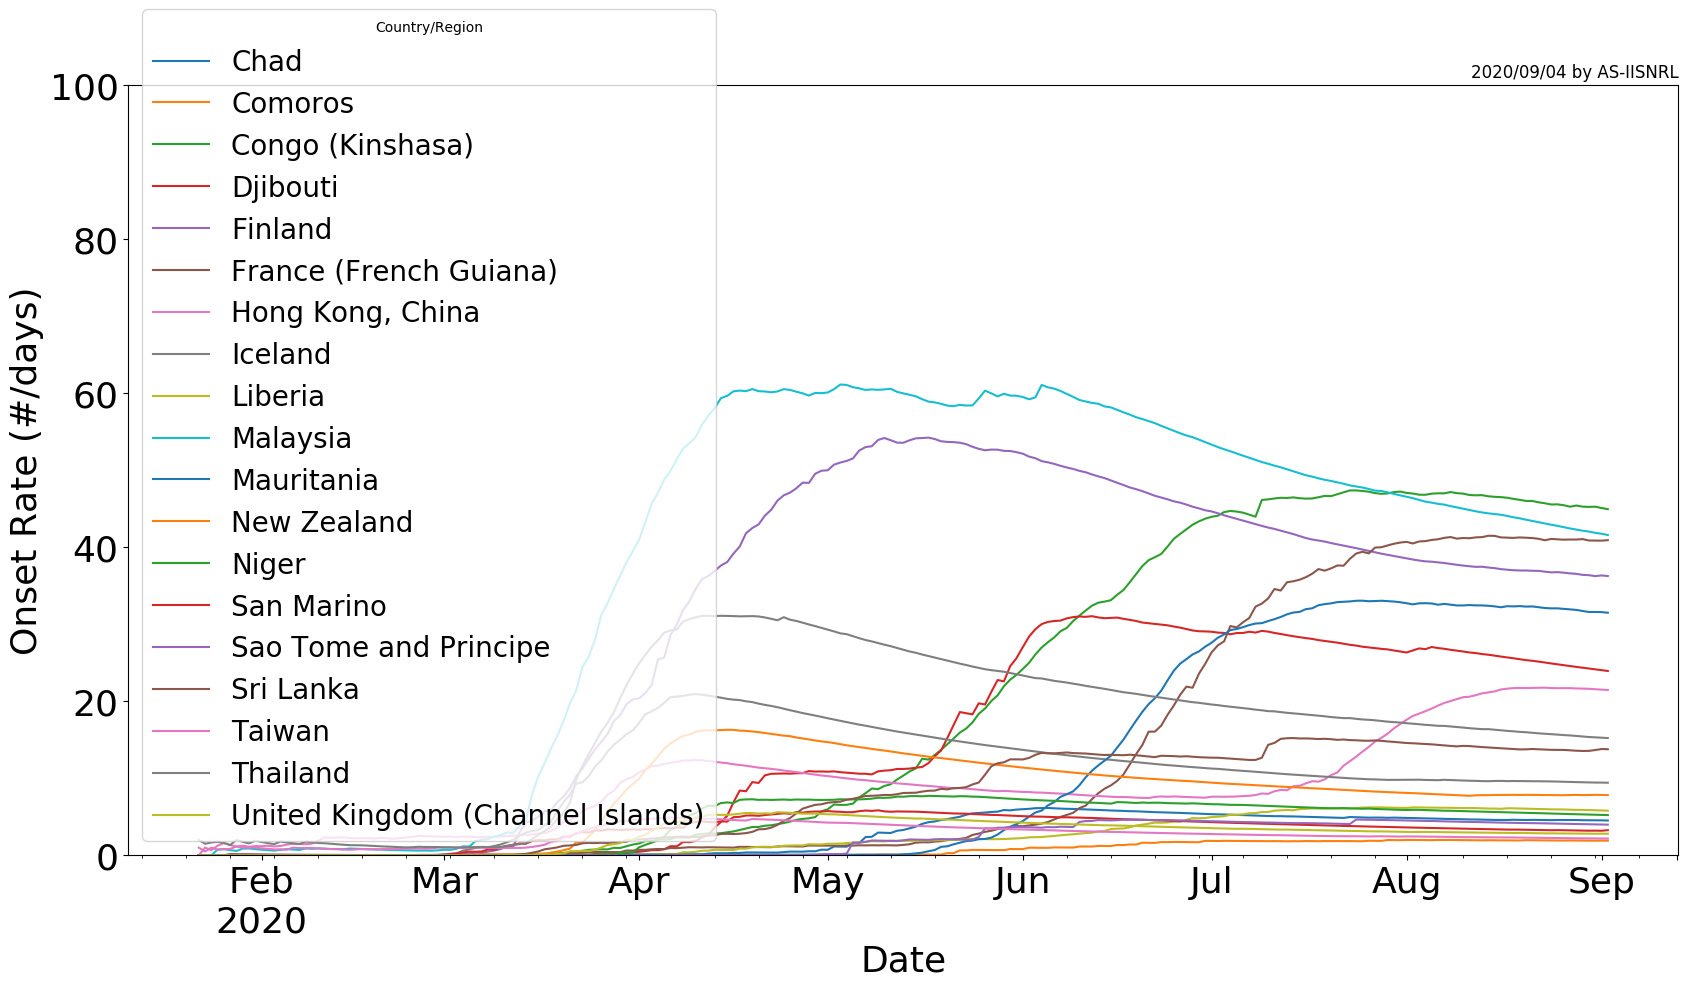 Country/Region
Chad
Comoros
Congo (Kinshasa)
Djibouti
Finland
France (French Guiana)
Hong Kong, China
Iceland
Liberia
Malaysia
Mauritania
New Zealand
Niger
San Marino
Sao Tome and Principe
Sri Lanka
Taiwan
Thailand
United Kingdom (Channel Islands)
2020/09/04 by AS-IISNRL
100
80
60
40
20
0
Onset Rate (#/days)
Feb Mar Apr May Jun Jul Aug Sep
2020
Date